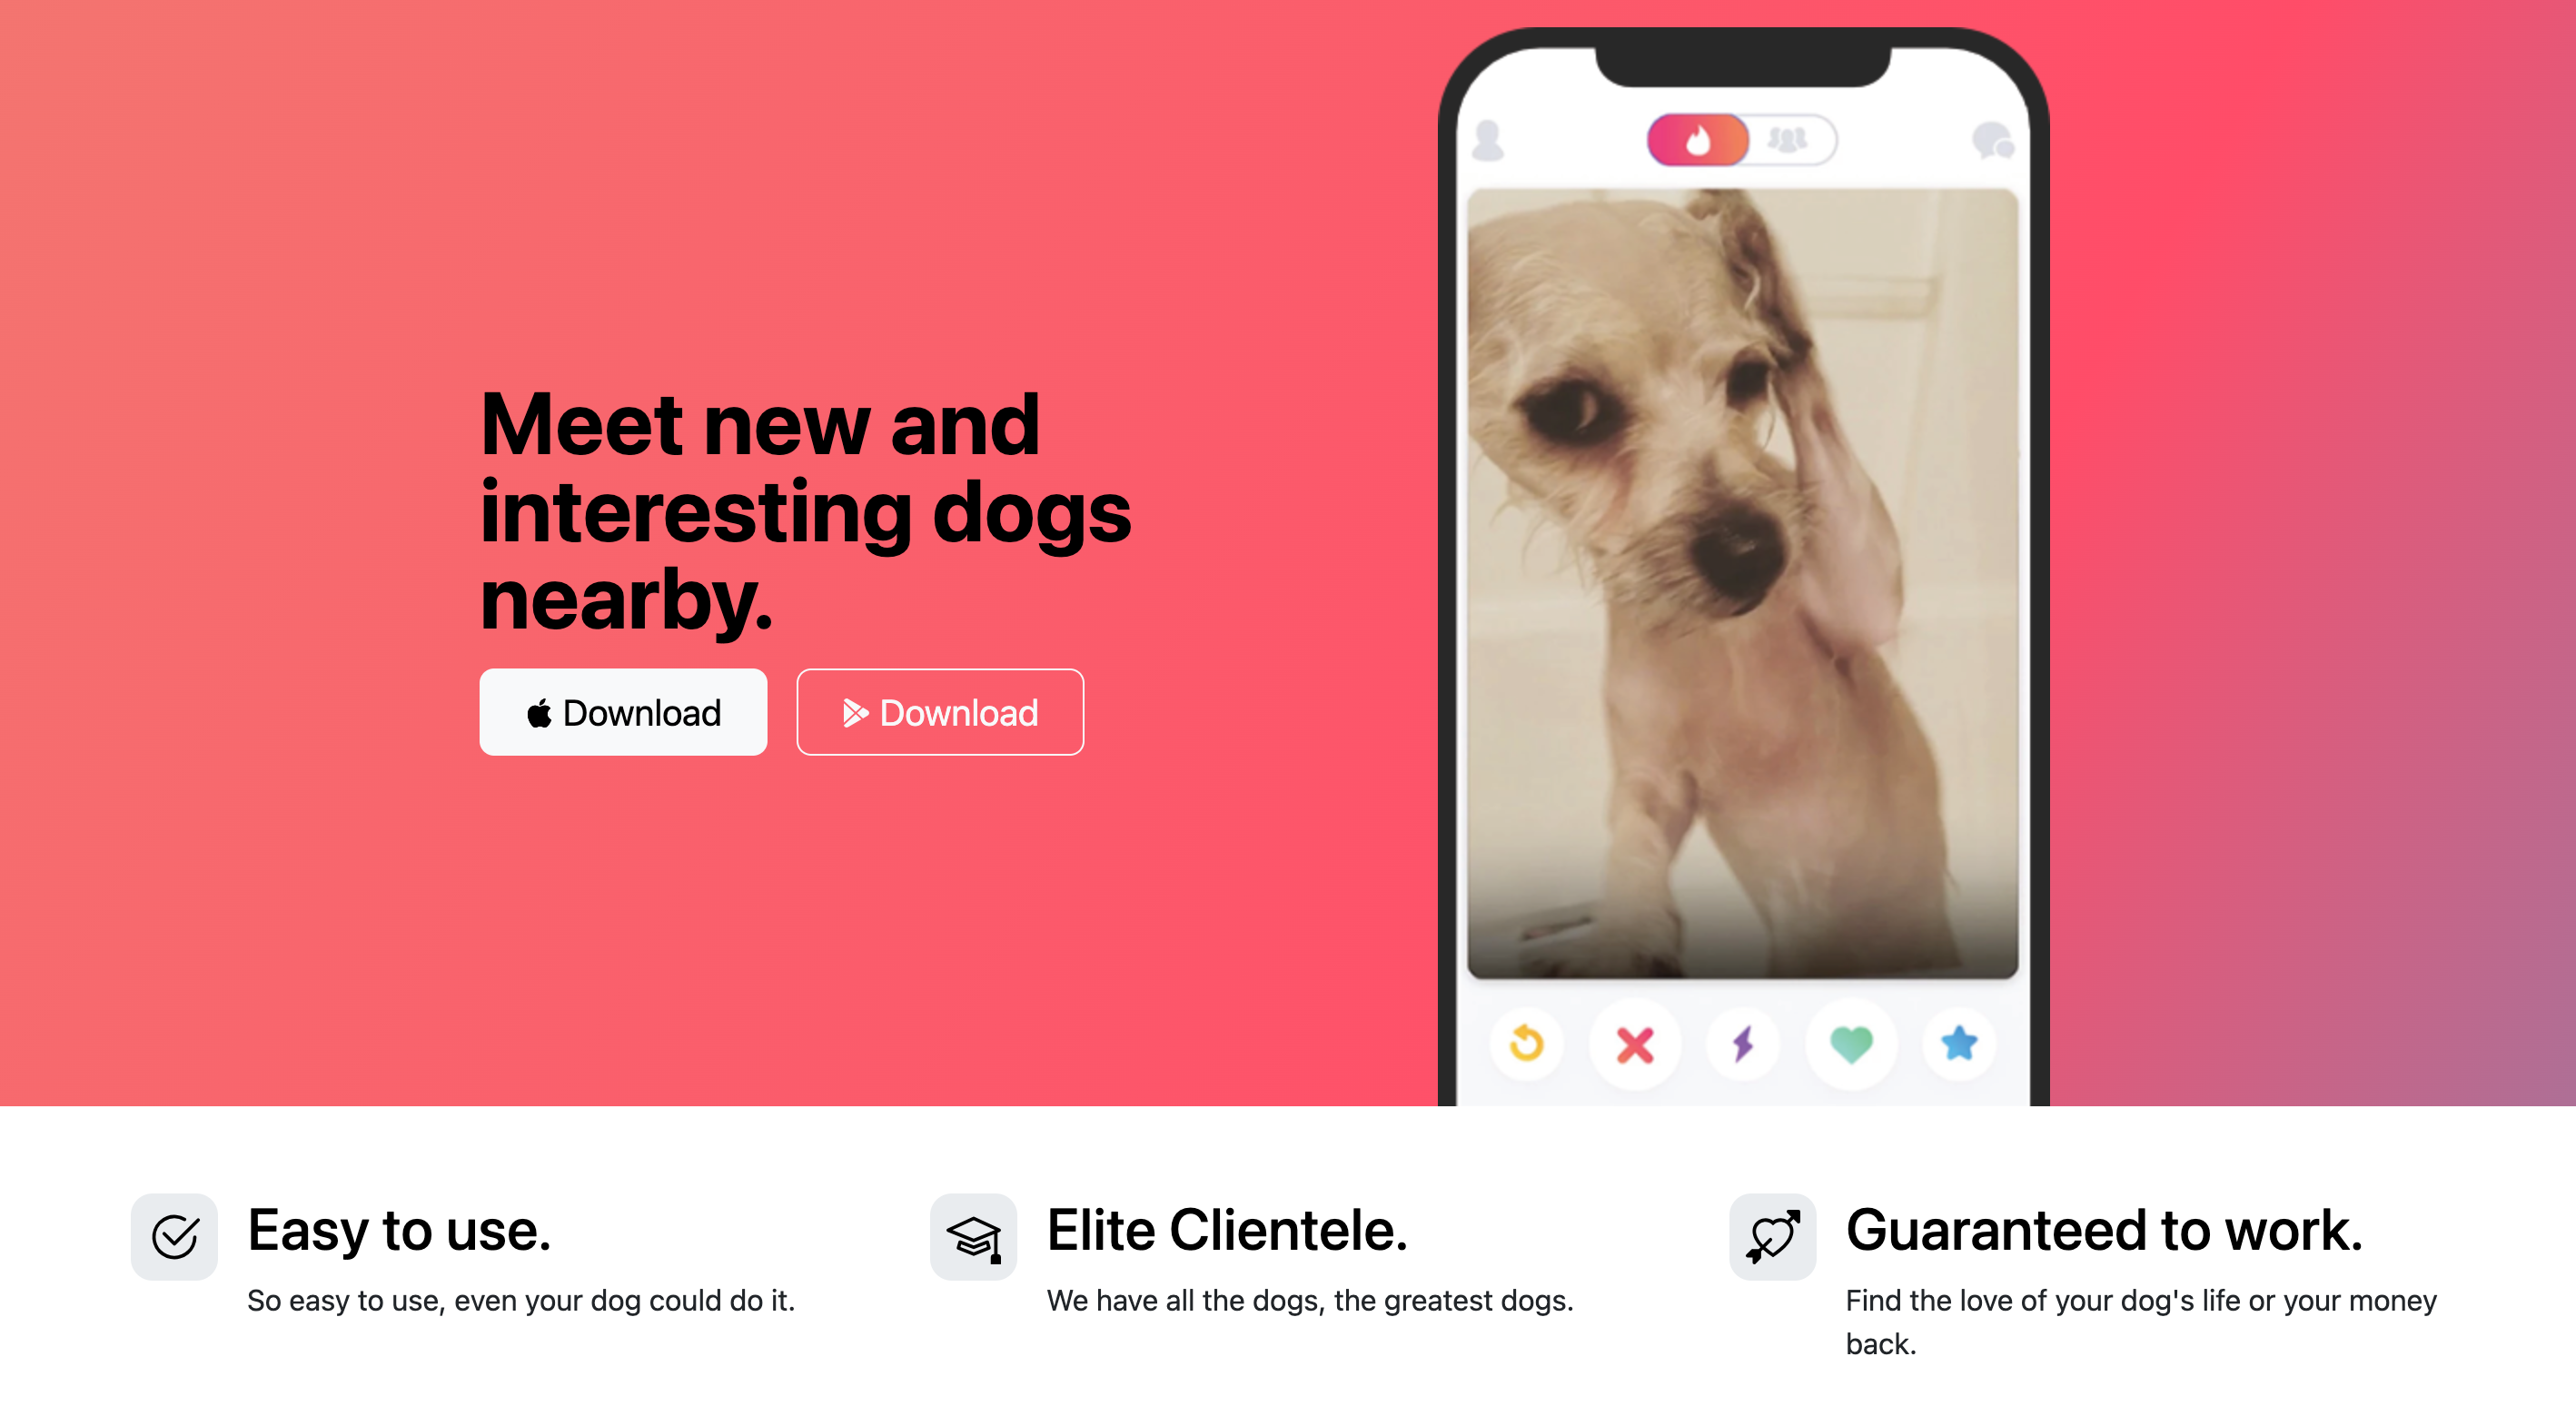 Meet new and
interesting dogs
nearby.
Download
Download
Easy to use.
So easy to use, even your dog could do it.
Elite Clientele.
We have all the dogs, the greatest dogs.
Guaranteed to work.
Find the love of your dog's life or your money
back.